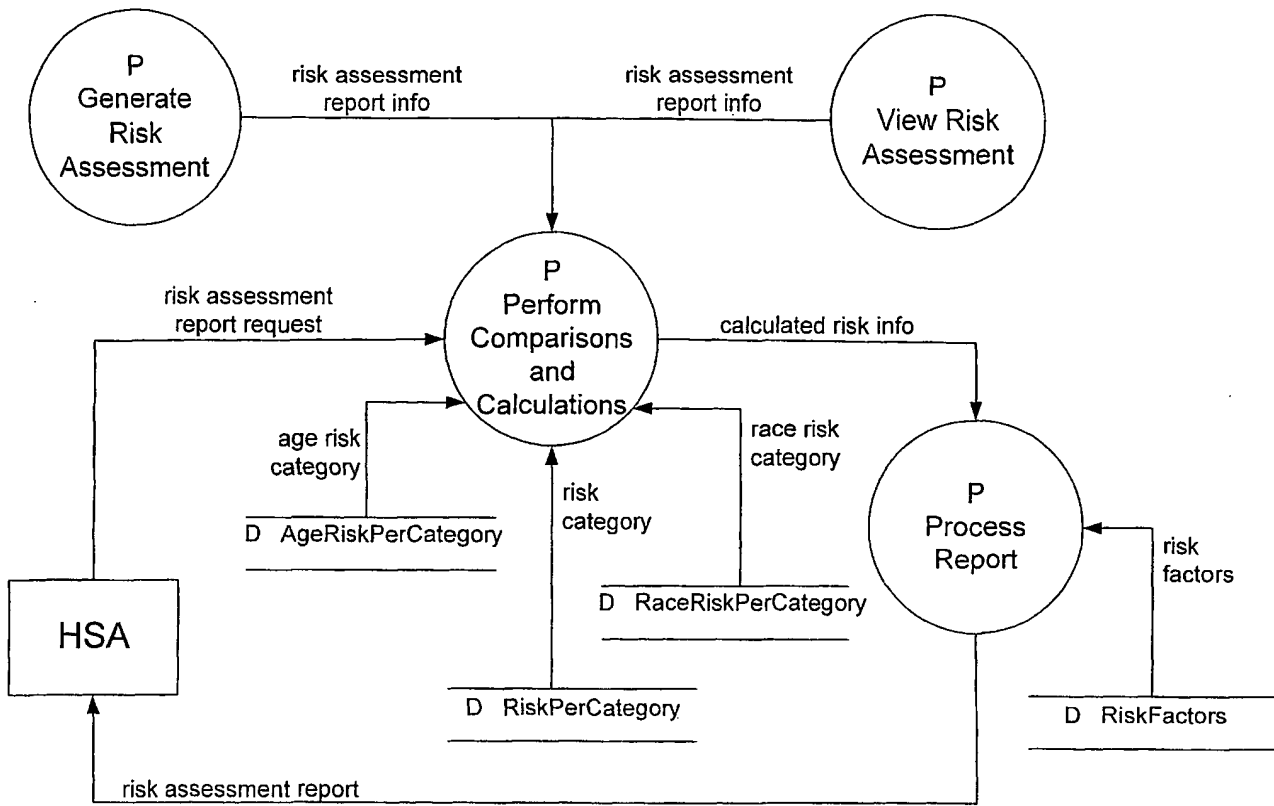 P
Generate
Risk
Assessment
risk assessment
report info
risk assessment
report info
P
View Risk
Assessment
risk assessment
report request
P
Perform
Comparisons
and
Calculations
calculated risk info
age risk
category
risk
category
race risk
category
D AgeRiskPerCategory
P
Process
Report
risk
factors
HSA
D RaceRiskPerCategory
D RiskPerCategory
D RiskFactors
risk assessment report